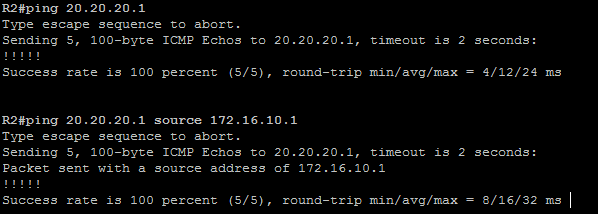 R2#ping 20.20.20.1
Type escape sequence to abort.
Sending 5, 100-byte ICMP Echos to 20.20.20.1, timeout is 2 seconds:
!!!!!
Success rate is 100 percent (5/5), round-trip min/avg/max = 4/12/24 ms
R2#ping 20.20.20.1 source 172.16.10.1
Type escape sequence to abort.
Sending 5, 100-byte ICMP Echos to 20.20.20.1, timeout is 2 seconds:
Packet sent with a source address of 172.16.10.1
!!!!!
Success rate is 100 percent (5/5), round-trip min/avg/max = 8/16/32 ms